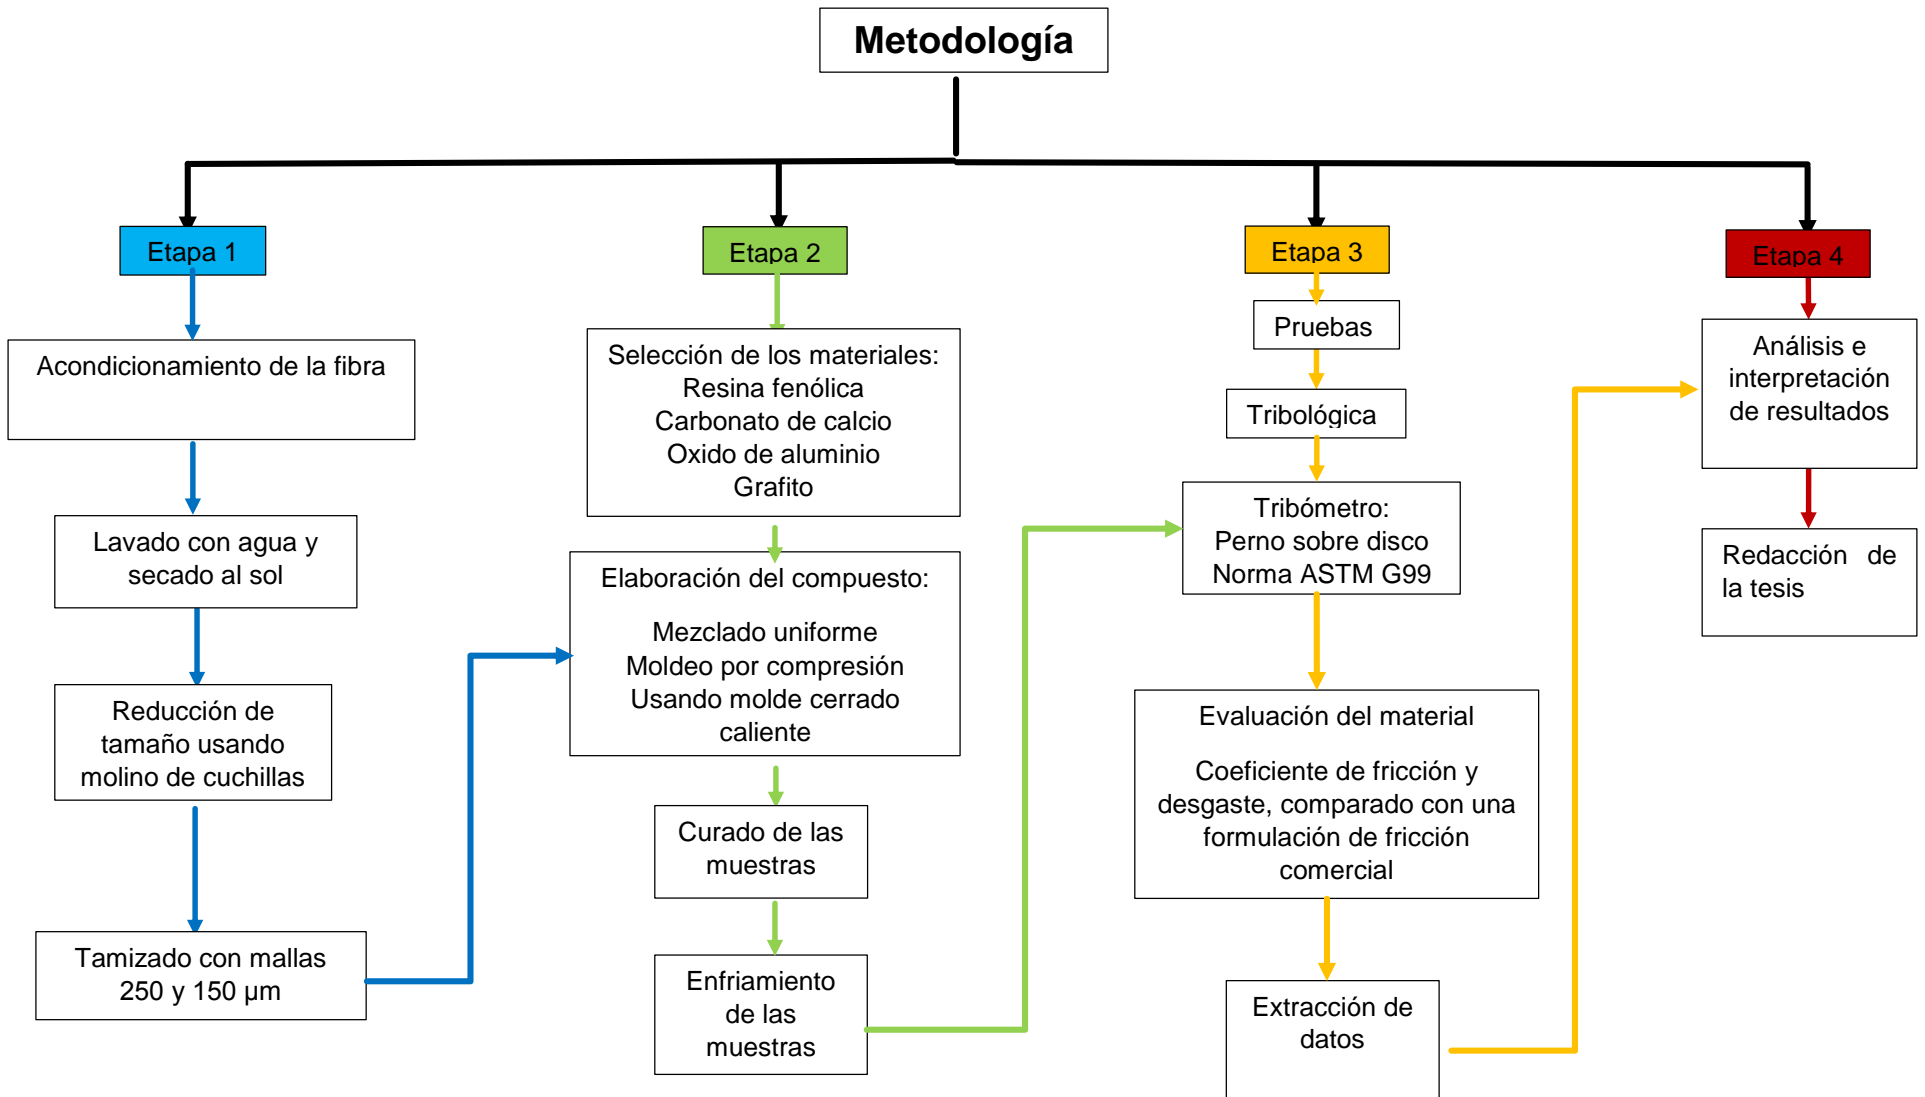 Metodología
Etapa 1
Acondicionamiento de la fibra
Lavado con agua y
secado al sol
Reducción de
tamaño usando
molino de cuchillas
Tamizado con mallas
250 y 150 µm
Etapa 2
Selección de los materiales:
Resina fenólica
Carbonato de calcio
Oxido de aluminio
Grafito
Elaboración del compuesto:
Mezclado uniforme
Moldeo por compresión
Usando molde cerrado
caliente
Curado de las
muestras
Enfriamiento
de las
muestras
Etapa 3
Pruebas
Tribológica
Tribómetro:
Perno sobre disco
Norma ASTM G99
Evaluación del material
Coeficiente de fricción y
desgaste, comparado con una
formulación de fricción
comercial
Extracción de
datos
Etapa 4
Análisis e
interpretación
de resultados
Redacción de
la tesis